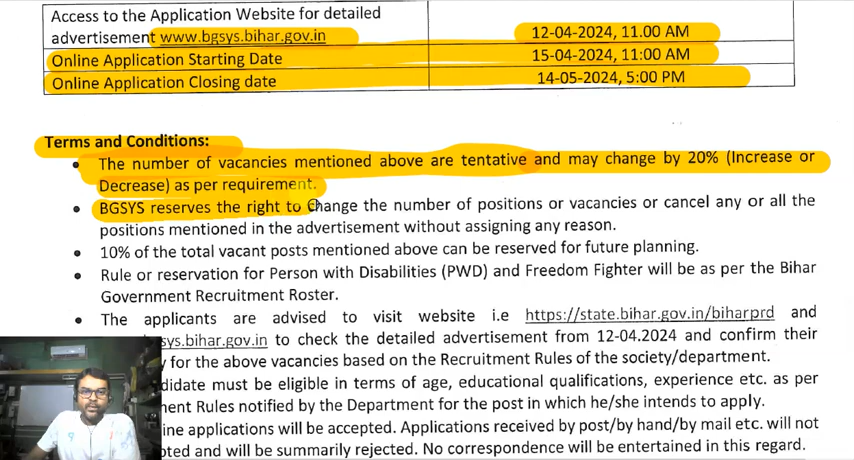 Access to the Application Website for detailed
advertisement www.bgsys.bihar.gov.in
12-04-2024, 11.00 AM
Online Application Starting Date
15-04-2024, 11:00 AM
Online Application Closing date
14-05-2024, 5:00 PM
Terms and Conditions:
• The number of vacancies mentioned above are tentative and may change by 20% (Increase or
Decrease) as per requirement.
• BGSYS reserves the right to change the number of positions or vacancies or cancel any or all the
positions mentioned in the advertisement without assigning any reason.
• 10% of the total vacant posts mentioned above can be reserved for future planning.
• Rule or reservation for Person with Disabilities (PWD) and Freedom Fighter will be as per the Bihar
Government Recruitment Roster.
• The applicants are advised to visit website i.e https://state.bihar.gov.in/biharprd and
sys.bihar.gov.in to check the detailed advertisement from 12-04.2024 and confirm their
for the above vacancies based on the Recruitment Rules of the society/department.
didate must be eligible in terms of age, educational qualifications, experience etc. as per
ent Rules notified by the Department for the post in which he/she intends to apply.
ine applications will be accepted. Applications received by post/by hand/by mail etc. will not
pted and will be summarily rejected. No correspondence will be entertained in this regard.